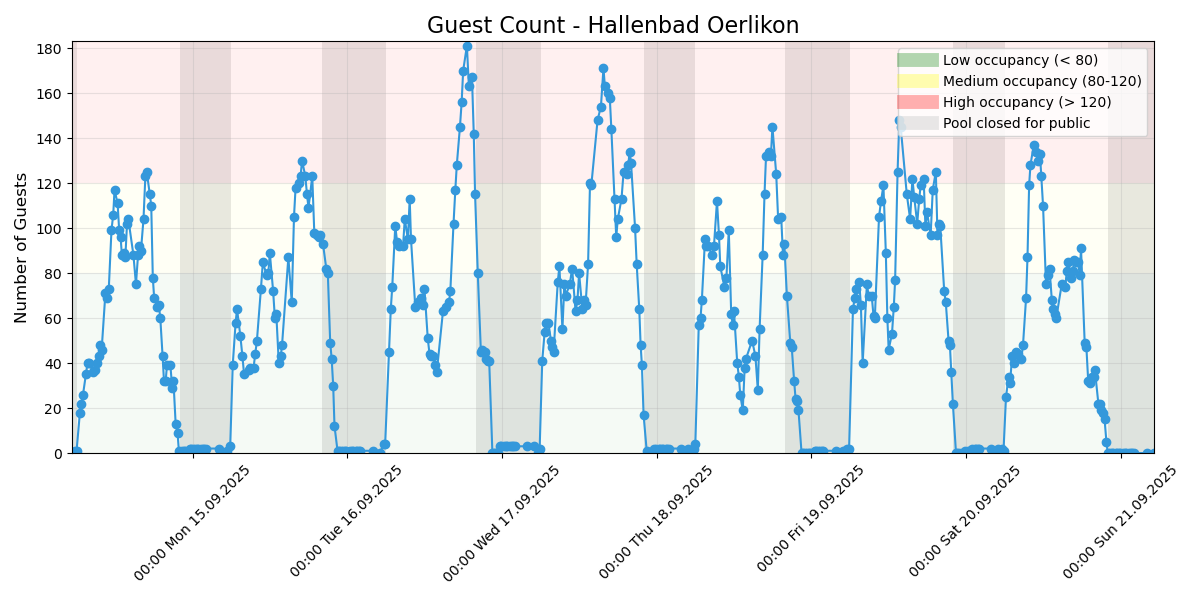 Guest Count - Hallenbad Oerlikon
Number of Guests
180
160
140
120
100
80
60
40
20
0
Low occupancy (< 80)
Medium occupancy (80-120)
High occupancy (> 120)
Pool closed for public
00:00 Mon 15.09.2025
00:00 Tue 16.09.2025
00:00 Wed 17.09.2025
00:00 Thu 18.09.2025
00:00 Fri 19.09.2025
00:00 Sat 20.09.2025
00:00 Sun 21.09.2025